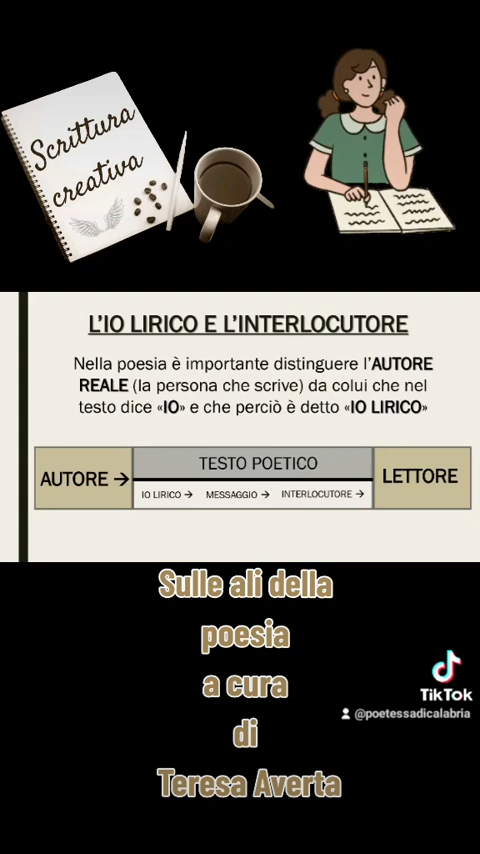 Scrittura
creativa
L'IO LIRICO E L'INTERLOCUTORE
Nella poesia è importante distinguere l'AUTORE
REALE (la persona che scrive) da colui che nel
testo dice «IO» e che perciò è detto «IO LIRICO»
AUTORE →
TESTO POETICO
IO LIRICO → MESSAGGIO → INTERLOCUTORE →
LETTORE
Sulle ali della
poesia
a cura
di
Teresa Averta
TikTok
@poetessadicalabria